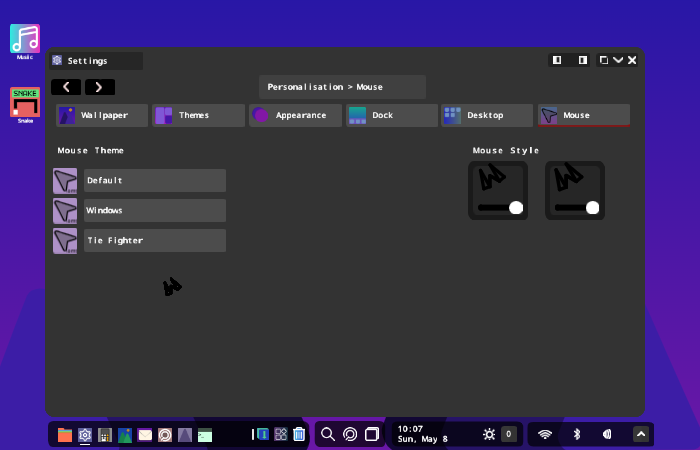 Music
SNAKE
Snake
Settings
Personalisation > Mouse
Wallpaper
Themes
Appearance
Dock
Desktop
Mouse
Mouse Theme
Mouse Style
Default
Windows
Tie Fighter
10:07
Sun, May 8
0